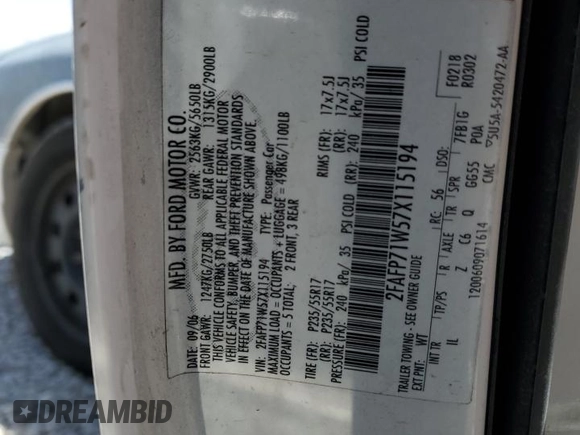 MFD. BY FORD MOTOR CO.
DATE: 09/06 GVWR: 2563KG/5650LB
FRONT GAWR: 1247KG/2750LB REAR GAWR: 1315KG/2900LB
THIS VEHICLE CONFORMS TO ALL APPLICABLE FEDERAL MOTOR
VEHICLE SAFETY, BUMPER, AND THEFT PREVENTION STANDARDS
IN EFFECT ON THE DATE OF MANUFACTURE SHOWN ABOVE.
VIN: 2FAFP71W57X115194 TYPE: Passenger Car
MAXIMUM LOAD = OCCUPANTS + LUGGAGE = 498KG/1100LB
OCCUPANTS = 5 TOTAL: 2 FRONT, 3 REAR
TIRE (FR): P235/55R17 RIMS (FR): 17x7.5J
(RR): P235/55R17 (RR): 17x7.5J
PRESSURE (FR): 240 kPa/ 35 PSI COLD (RR): 240 kPa/ 35 PSI COLD
2FAFP71W57X115194
TRAILER TOWING - SEE OWNER GUIDE
EXT PNT: WT RC: 56 DSO: F0218
R0302
INT TR TP/PS R AXLE TR SPR 7FB1G
IL Z C6 Q GG55 P0A
1200609071614 CMC 5U5A-5420472-AA
DREAMBID